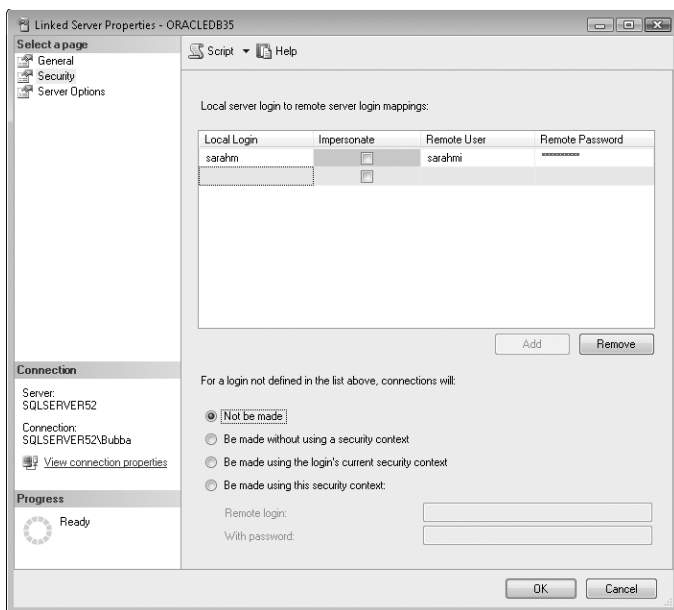 Linked Server Properties - ORACLEDB35
Select a page
General
Security
Server Options
Script
Help
Local server login to remote server login mappings:
Local Login Impersonate Remote User Remote Password
sarahm sarahmi **********
Add
Remove
Connection
Server:
SQLSERVER52
Connection:
SQLSERVER52\Bubba
View connection properties
Progress
Ready
For a login not defined in the list above, connections will:
Not be made
Be made without using a security context
Be made using the login's current security context
Be made using this security context:
Remote login:
With password:
OK
Cancel